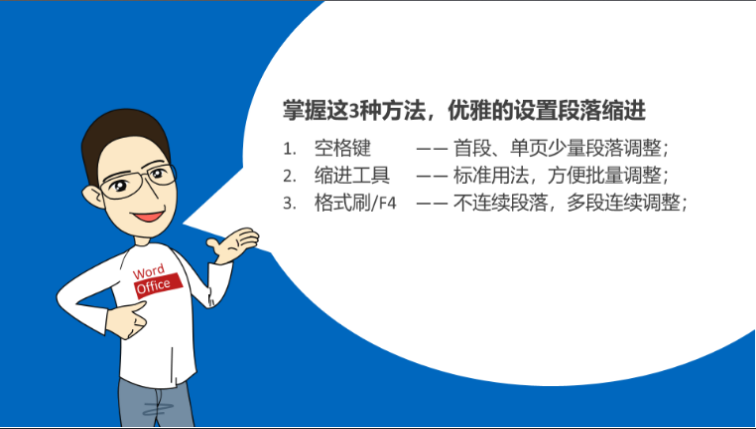 掌握这3种方法，优雅的设置段落缩进
1. 空格键 —— 首段、单页少量段落调整；
2. 缩进工具 —— 标准用法，方便批量调整；
3. 格式刷/F4 —— 不连续段落，多段连续调整；
Word
Office